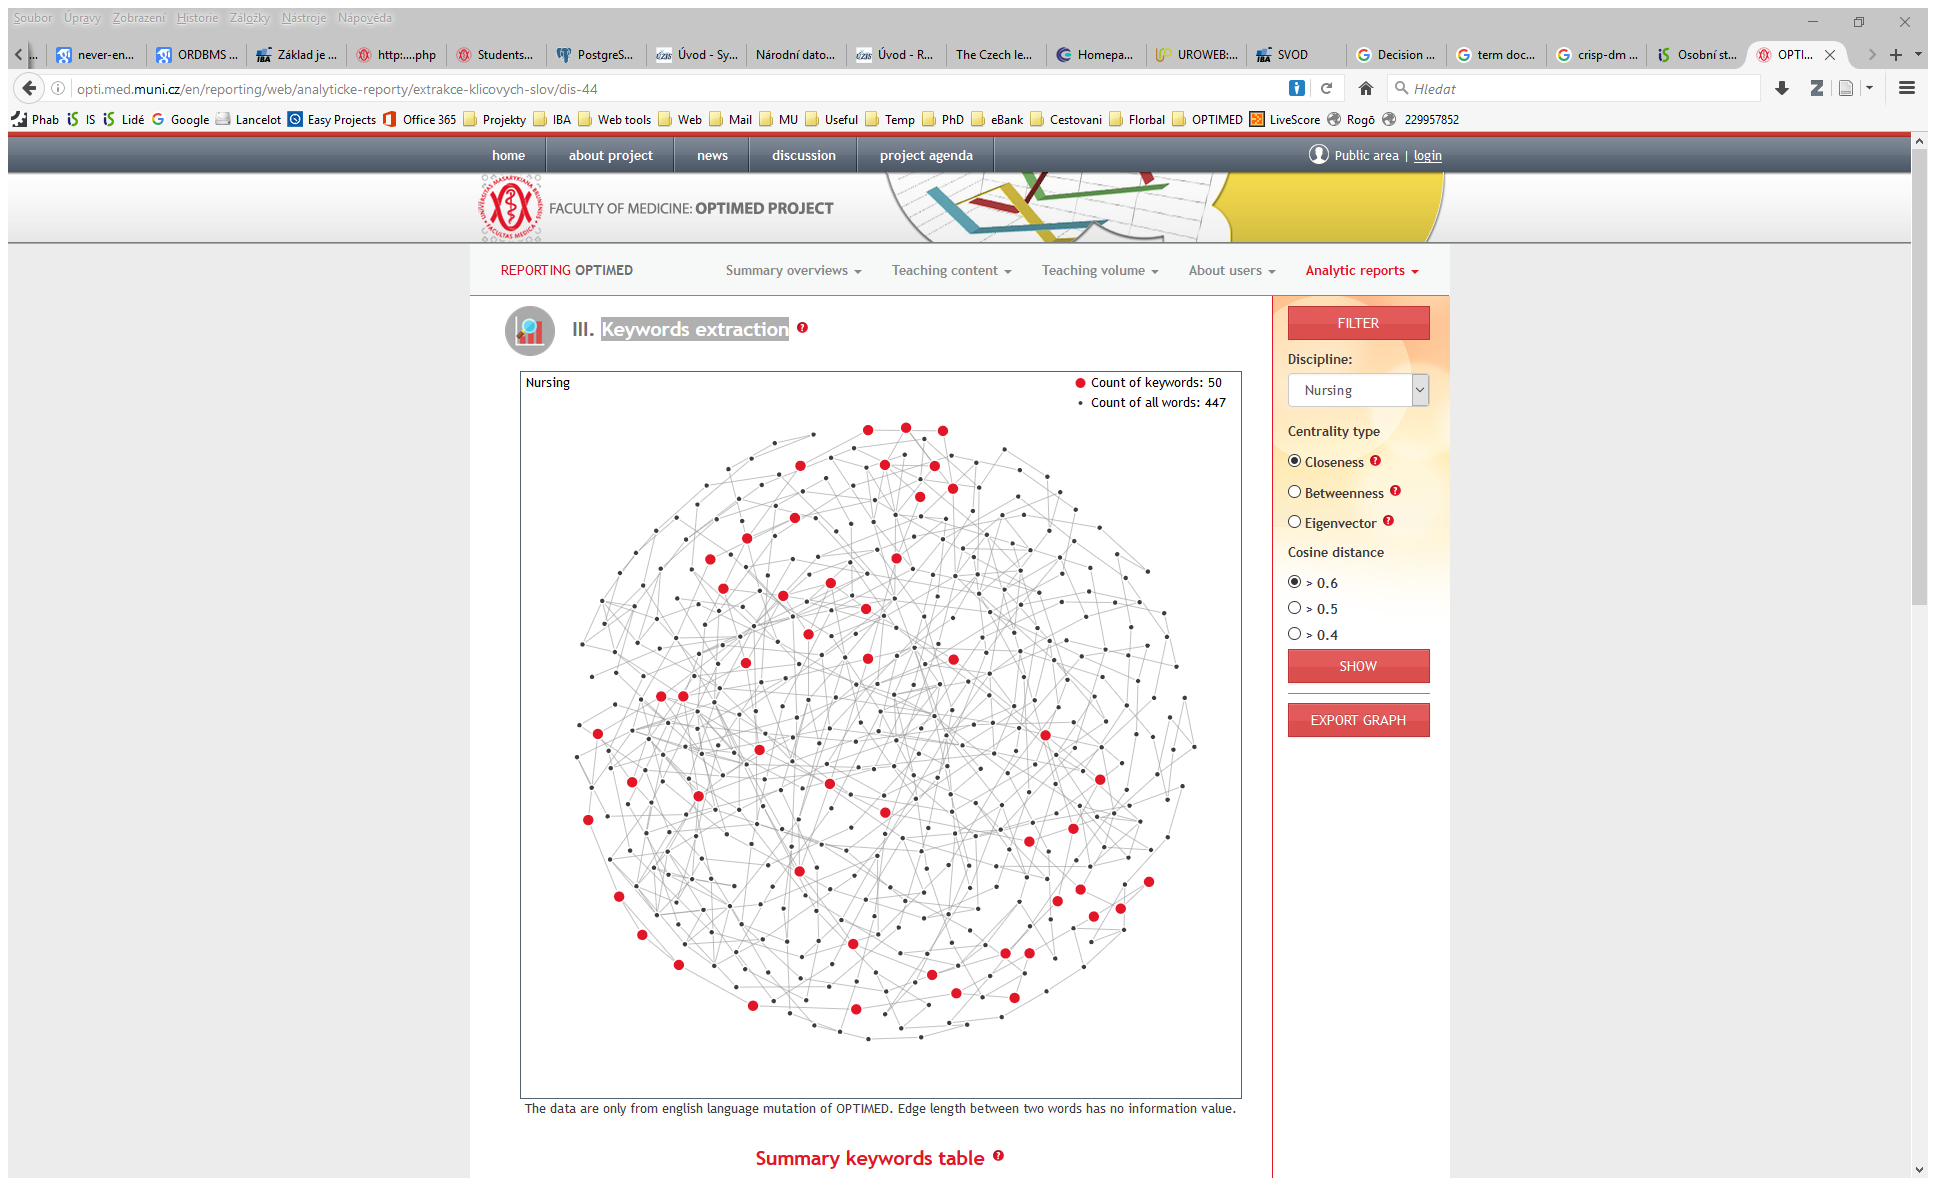 Soubor Úpravy Zobrazení Historie Záložky Nástroje Nápověda
... never-en... ORDBMS ... Základ je ... http:...php Students... PostgreS... Úvod - Sy... Národní dato... Úvod - R... The Czech le... Homepa... UROWEB:... SVOD Decision ... term doc... crisp-dm ... Osobní st... OPTI...
opti.med.muni.cz/en/reporting/web/analyticke-reporty/extrakce-klicovych-slov/dis-44 Hledat
Phab IS Lidé Google Lancelot Easy Projects Office 365 Projekty IBA Web tools Web Mail MU Useful Temp PhD eBank Cestovani Florbal OPTIMED LiveScore Rogō 229957852
home about project news discussion project agenda Public area | login
FACULTY OF MEDICINE: OPTIMED PROJECT
REPORTING OPTIMED Summary overviews Teaching content Teaching volume About users Analytic reports
III. Keywords extraction
Nursing
Count of keywords: 50
Count of all words: 447
The data are only from english language mutation of OPTIMED. Edge length between two words has no information value.
Summary keywords table
FILTER
Discipline:
Nursing
Centrality type
Closeness
Betweenness
Eigenvector
Cosine distance
> 0.6
> 0.5
> 0.4
SHOW
EXPORT GRAPH